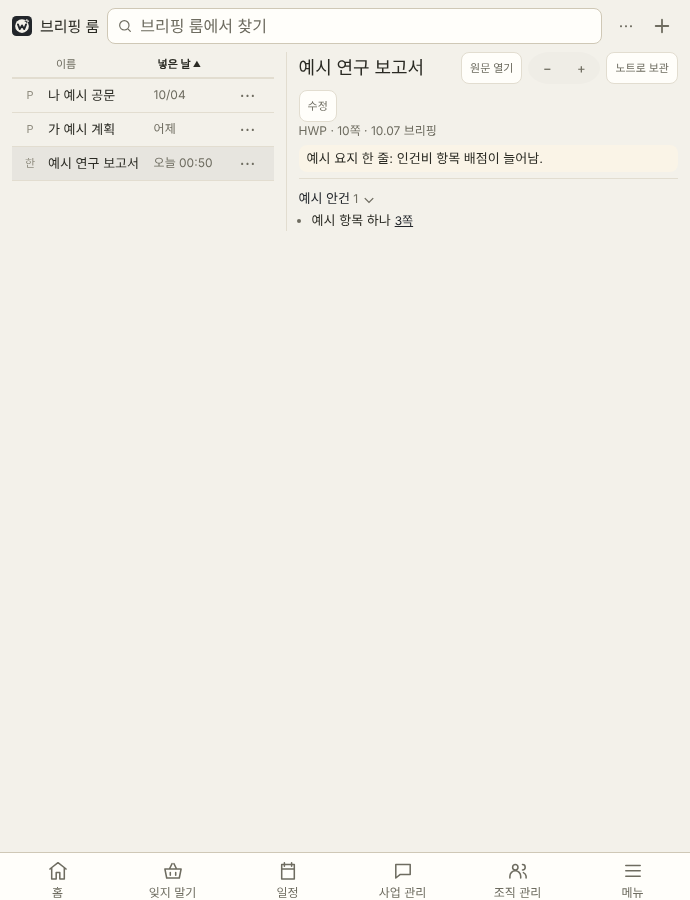 브리핑 룸
브리핑 룸에서 찾기
이름 넣은 날▲
P 나 예시 공문 10/04 ···
P 가 예시 계획 어제 ···
한 예시 연구 보고서 오늘 00:50 ···
예시 연구 보고서
원문 열기 − + 노트로 보관
수정
HWP · 10쪽 · 10.07 브리핑
예시 요지 한 줄: 인건비 항목 배점이 늘어남.
예시 안건 1
• 예시 항목 하나 3쪽
홈 잊지 말기 일정 사업 관리 조직 관리 메뉴